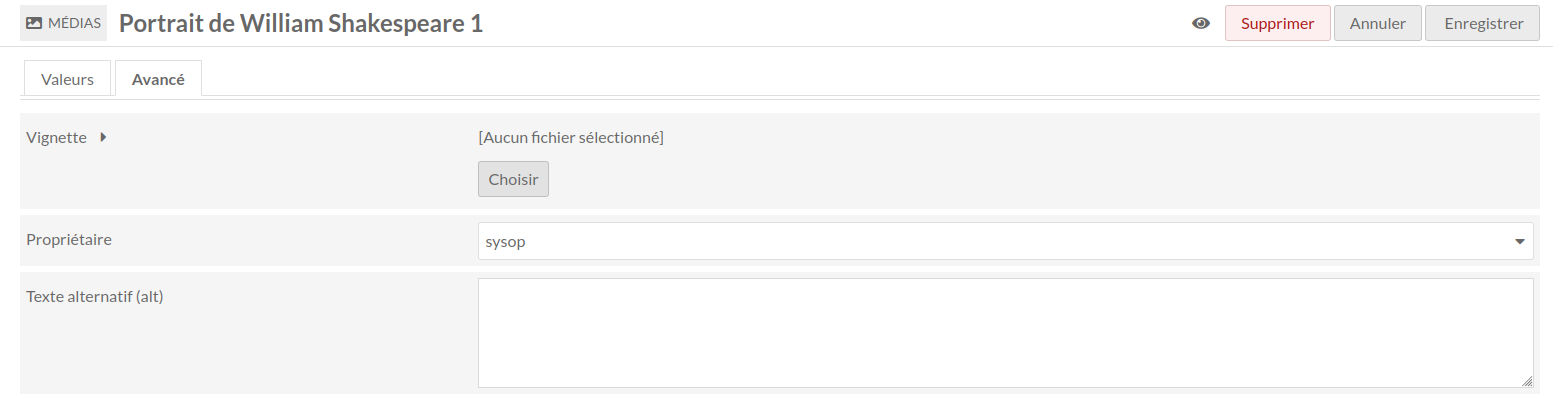 MÉDIAS Portrait de William Shakespeare 1 Supprimer Annuler Enregistrer
Valeurs Avancé
Vignette [Aucun fichier sélectionné]
Choisir
Propriétaire sysop
Texte alternatif (alt)